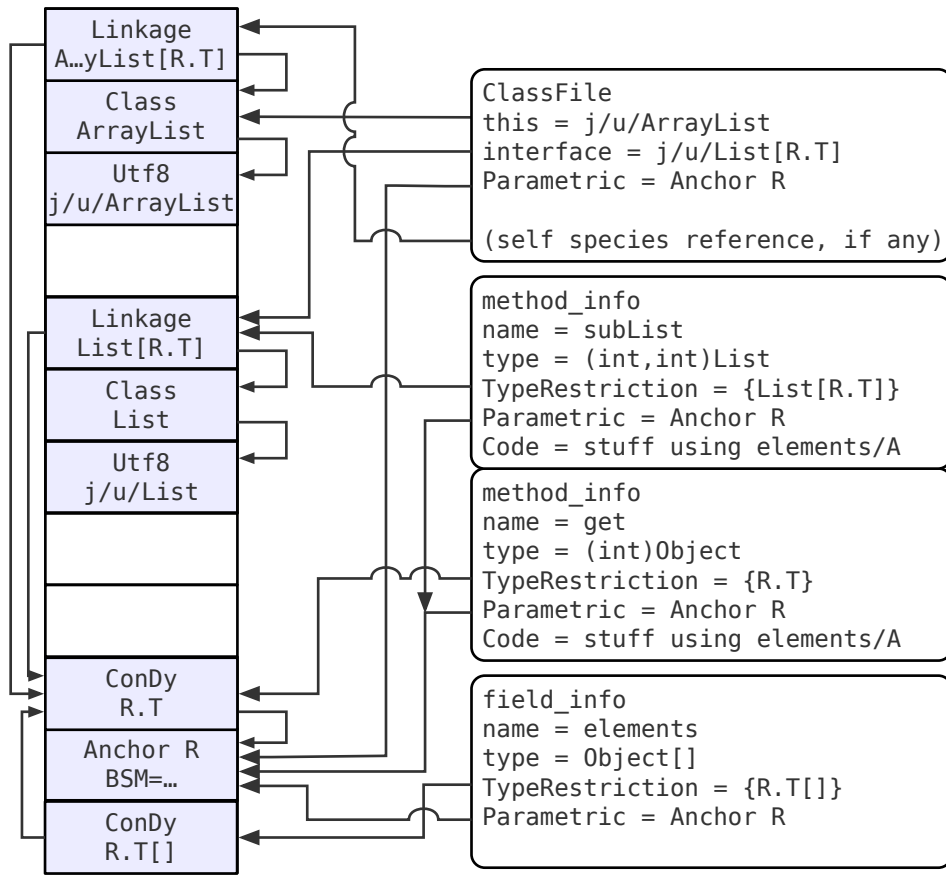 Linkage
A…yList[R.T]
Class
ArrayList
Utf8
j/u/ArrayList
Linkage
List[R.T]
Class
List
Utf8
j/u/List
ConDy
R.T
Anchor R
BSM=…
ConDy
R.T[]
ClassFile
this = j/u/ArrayList
interface = j/u/List[R.T]
Parametric = Anchor R
(self species reference, if any)
method_info
name = subList
type = (int,int)List
TypeRestriction = {List[R.T]}
Parametric = Anchor R
Code = stuff using elements/A
method_info
name = get
type = (int)Object
TypeRestriction = {R.T}
Parametric = Anchor R
Code = stuff using elements/A
field_info
name = elements
type = Object[]
TypeRestriction = {R.T[]}
Parametric = Anchor R